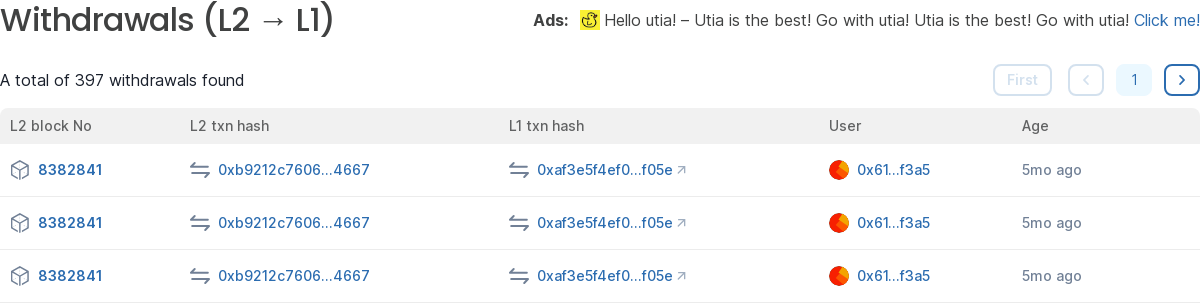 Withdrawals (L2 → L1)
Ads: Hello utia! – Utia is the best! Go with utia! Utia is the best! Go with utia! Click me!
A total of 397 withdrawals found
First 1
L2 block No L2 txn hash L1 txn hash User Age
8382841 0xb9212c7606...4667 0xaf3e5f4ef0...f05e 0x61...f3a5 5mo ago
8382841 0xb9212c7606...4667 0xaf3e5f4ef0...f05e 0x61...f3a5 5mo ago
8382841 0xb9212c7606...4667 0xaf3e5f4ef0...f05e 0x61...f3a5 5mo ago